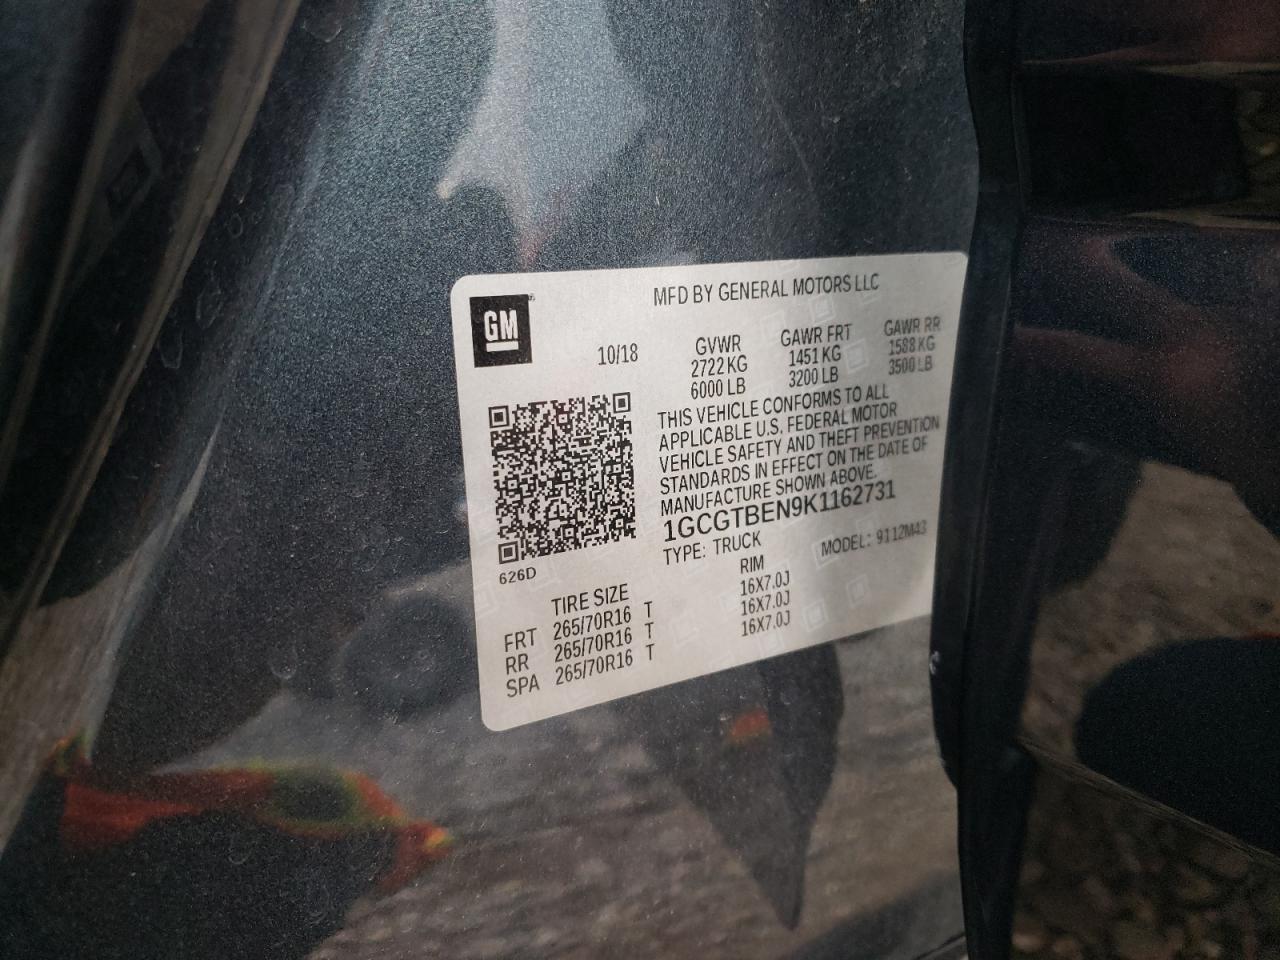 GM
MFD BY GENERAL MOTORS LLC
10/18
GVWR GAWR FRT GAWR RR
2722 KG 1451 KG 1588 KG
6000 LB 3200 LB 3500 LB
THIS VEHICLE CONFORMS TO ALL
APPLICABLE U.S. FEDERAL MOTOR
VEHICLE SAFETY AND THEFT PREVENTION
STANDARDS IN EFFECT ON THE DATE OF
MANUFACTURE SHOWN ABOVE.
1GCGTBEN9K1162731
TYPE: TRUCK MODEL: 9112M43
626D
TIRE SIZE RIM
FRT 265/70R16 T 16X7.0J
RR 265/70R16 T 16X7.0J
SPA 265/70R16 T 16X7.0J